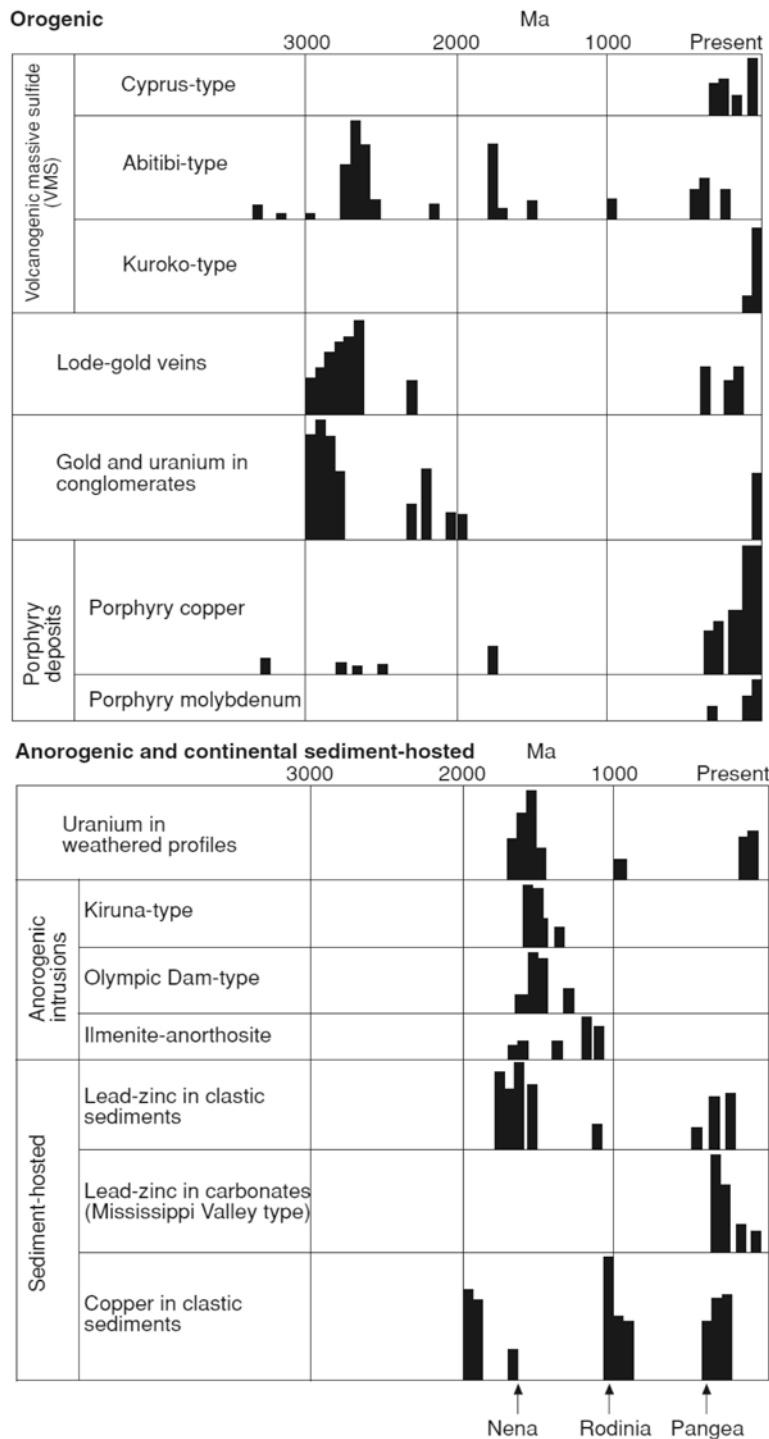 Orogenic
Ma
3000 2000 1000 Present
Volcanogenic massive sulfide
(VMS)
Cyprus-type
Abitibi-type
Kuroko-type
Lode-gold veins
Gold and uranium in
conglomerates
Porphyry
deposits
Porphyry copper
Porphyry molybdenum
Anorogenic and continental sediment-hosted
Ma
3000 2000 1000 Present
Uranium in
weathered profiles
Anorogenic
intrusions
Kiruna-type
Olympic Dam-type
Ilmenite-anorthosite
Sediment-hosted
Lead-zinc in clastic
sediments
Lead-zinc in carbonates
(Mississippi Valley type)
Copper in clastic
sediments
Nena Rodinia Pangea